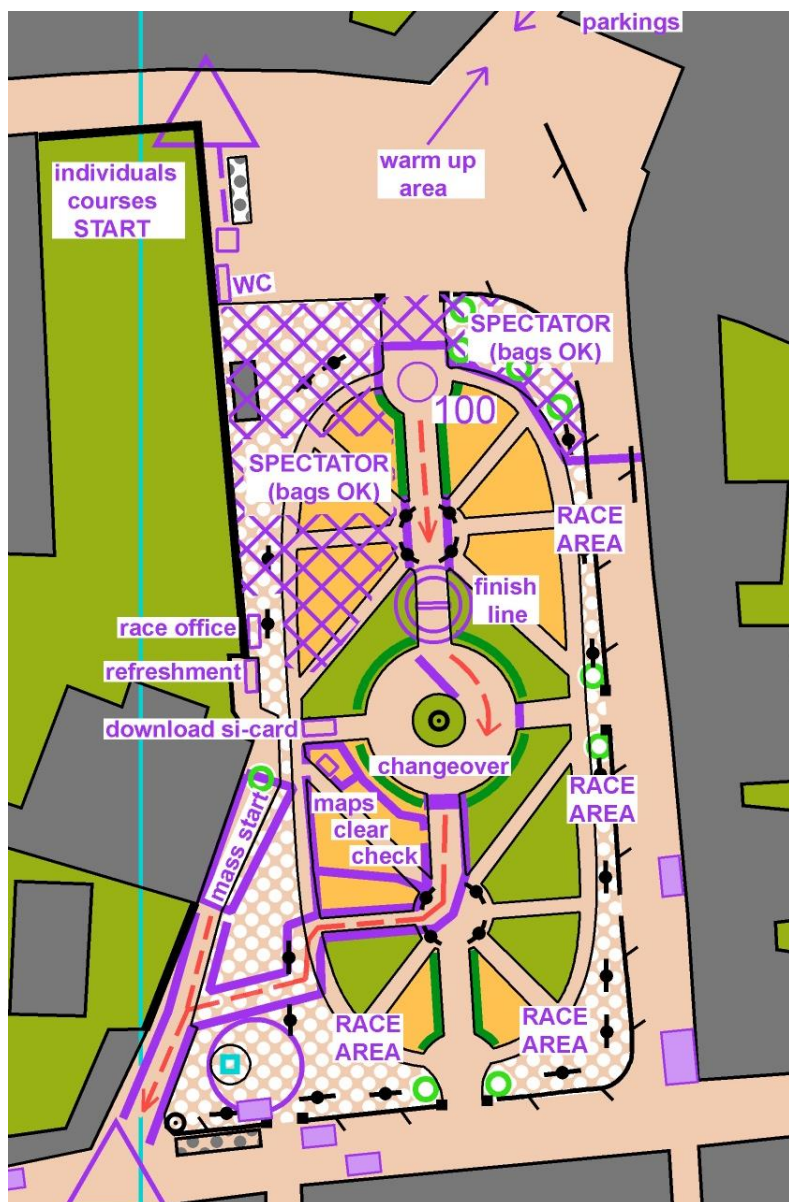 parkings
warm up
area
individuals
courses
START
WC
SPECTATOR
(bags OK)
100
SPECTATOR
(bags OK)
RACE
AREA
finish
line
race office
refreshment
download si-card
changeover
maps
clear
check
mass start
RACE
AREA
RACE
AREA
RACE
AREA